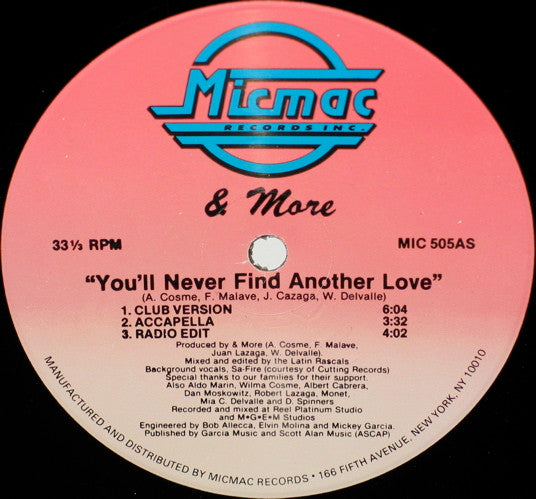 Micmac
RECORDS INC.
& More
33⅓ RPM
MIC 505AS
"You'll Never Find Another Love"
(A. Cosme, F. Malave, J. Cazaga, W. Delvalle)
1. CLUB VERSION 6:04
2. ACCAPELLA 3:32
3. RADIO EDIT 4:02
Produced by & More (A. Cosme, F. Malave,
Juan Lazaga, W. Delvalle).
Mixed and edited by the Latin Rascals
Background vocals, Sa-Fire (courtesy of Cutting Records)
Special thanks to our families for their support.
Also Aldo Marin, Wilma Cosme, Albert Cabrera,
Dan Moskowitz, Robert Lazaga, Monet,
Mia C. Delvalle and D. Spinners
Recorded and mixed at Reel Platinum Studio
and M*G*E*M Studios
Engineered by Bob Allecca, Elvin Molina and Mickey Garcia.
Published by Garcia Music and Scott Alan Music (ASCAP)
MANUFACTURED AND DISTRIBUTED BY MICMAC RECORDS • 166 FIFTH AVENUE, NEW YORK, NY 10010